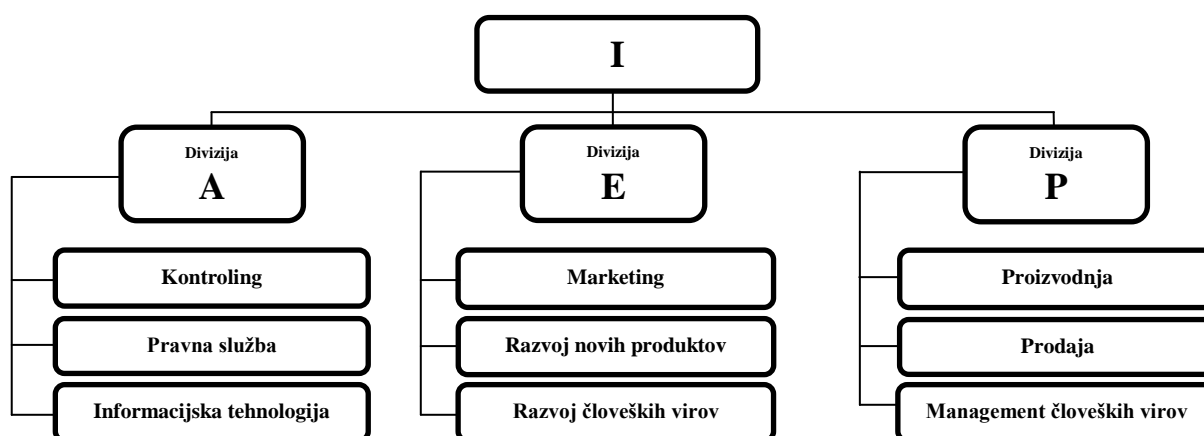 I
Divizija
A
Kontroling
Pravna služba
Informacijska tehnologija
Divizija
E
Marketing
Razvoj novih produktov
Razvoj človeških virov
Divizija
P
Proizvodnja
Prodaja
Management človeških virov